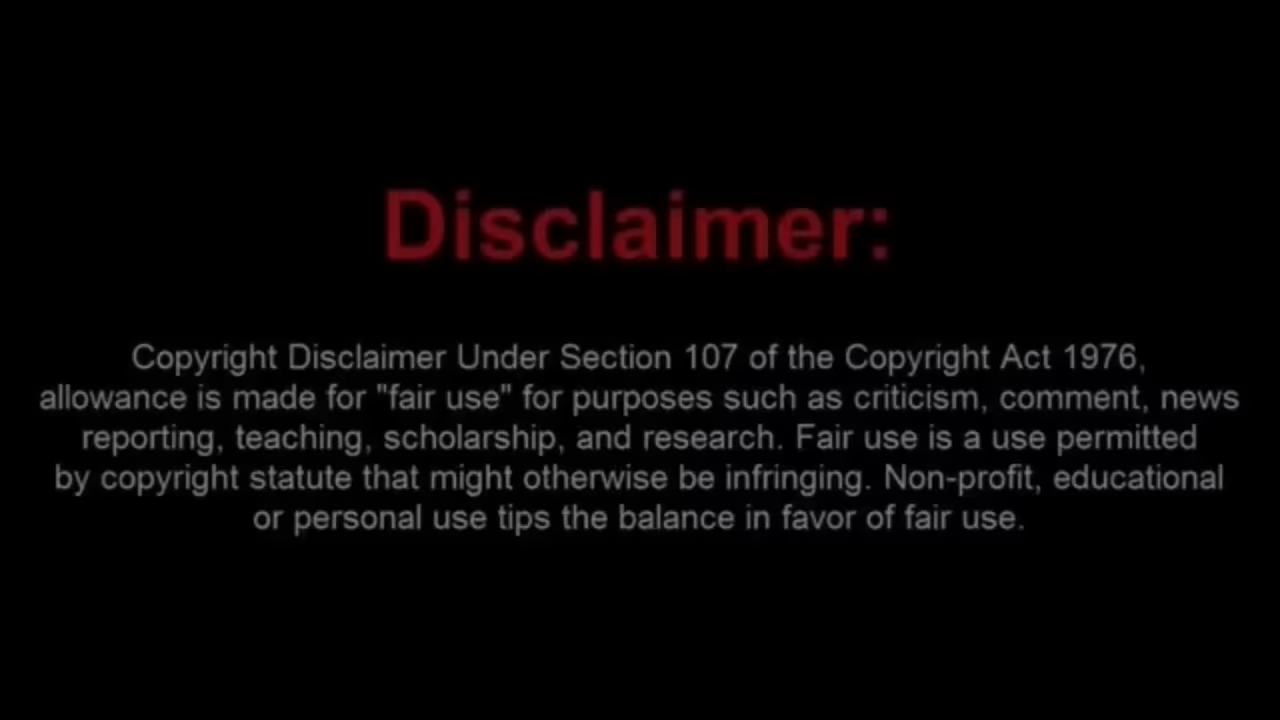 Disclaimer:
Copyright Disclaimer Under Section 107 of the Copyright Act 1976,
allowance is made for "fair use" for purposes such as criticism, comment, news
reporting, teaching, scholarship, and research. Fair use is a use permitted
by copyright statute that might otherwise be infringing. Non-profit, educational
or personal use tips the balance in favor of fair use.